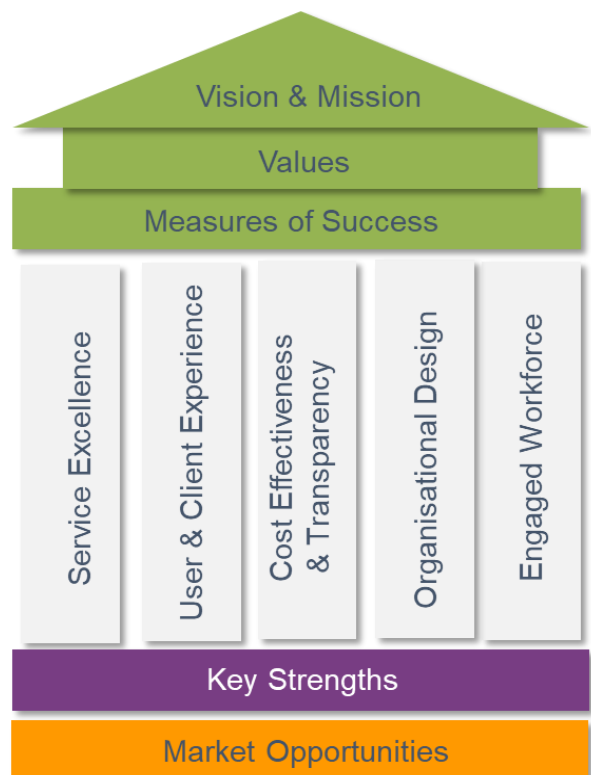 Vision & Mission
Values
Measures of Success
Service Excellence
User & Client Experience
Cost Effectiveness
& Transparency
Organisational Design
Engaged Workforce
Key Strengths
Market Opportunities